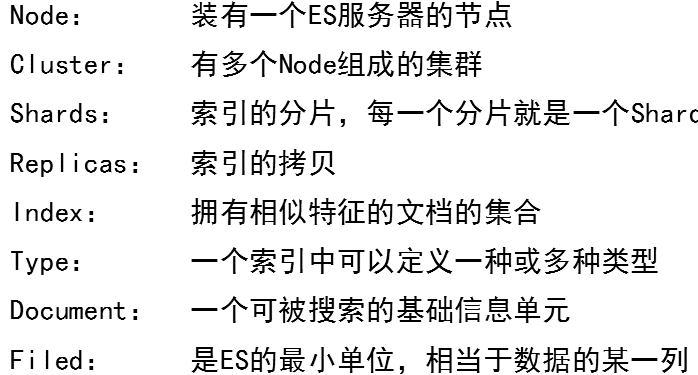 Node: 装有一个ES服务器的节点
Cluster: 有多个Node组成的集群
Shards: 索引的分片，每一个分片就是一个Shard
Replicas: 索引的拷贝
Index: 拥有相似特征的文档的集合
Type: 一个索引中可以定义一种或多种类型
Document: 一个可被搜索的基础信息单元
Filed: 是ES的最小单位，相当于数据的某一列